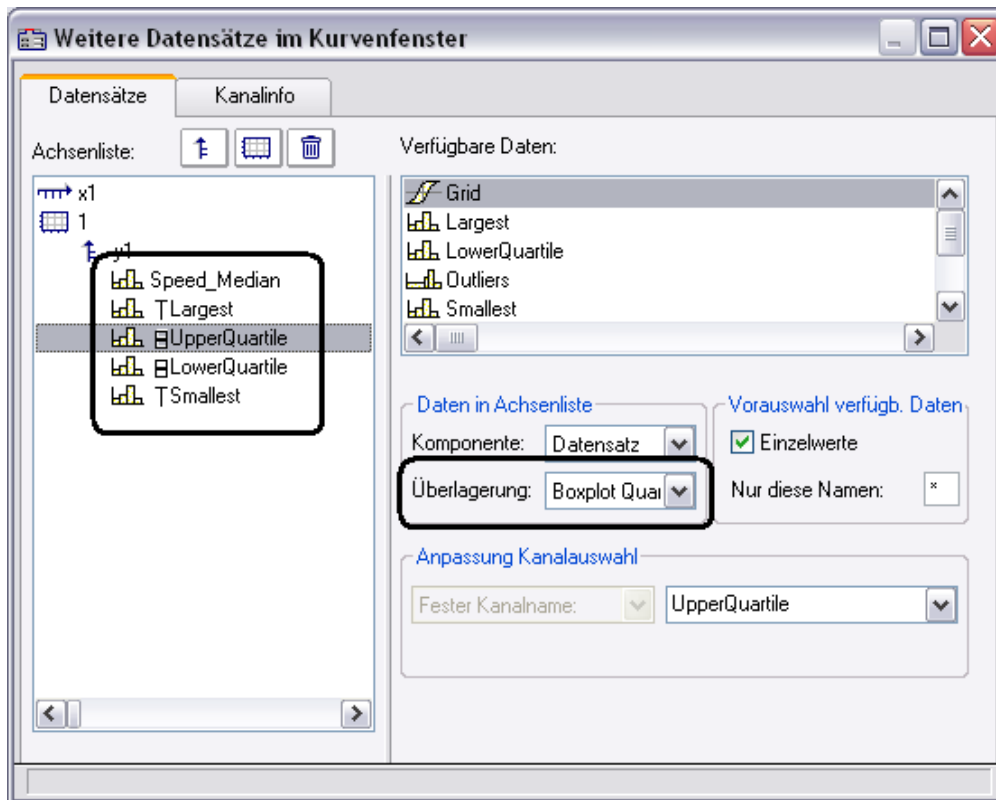 Weitere Datensätze im Kurvenfenster
Datensätze
Kanalinfo
Achsenliste:
x1
1
y1
Speed_Median
Largest
UpperQuartile
LowerQuartile
Smallest
Verfügbare Daten:
Grid
Largest
LowerQuartile
Outliers
Smallest
Daten in Achsenliste
Komponente: Datensatz
Überlagerung: Boxplot Quar
Vorauswahl verfügb. Daten
Einzelwerte
Nur diese Namen: *
Anpassung Kanalauswahl
Fester Kanalname: UpperQuartile